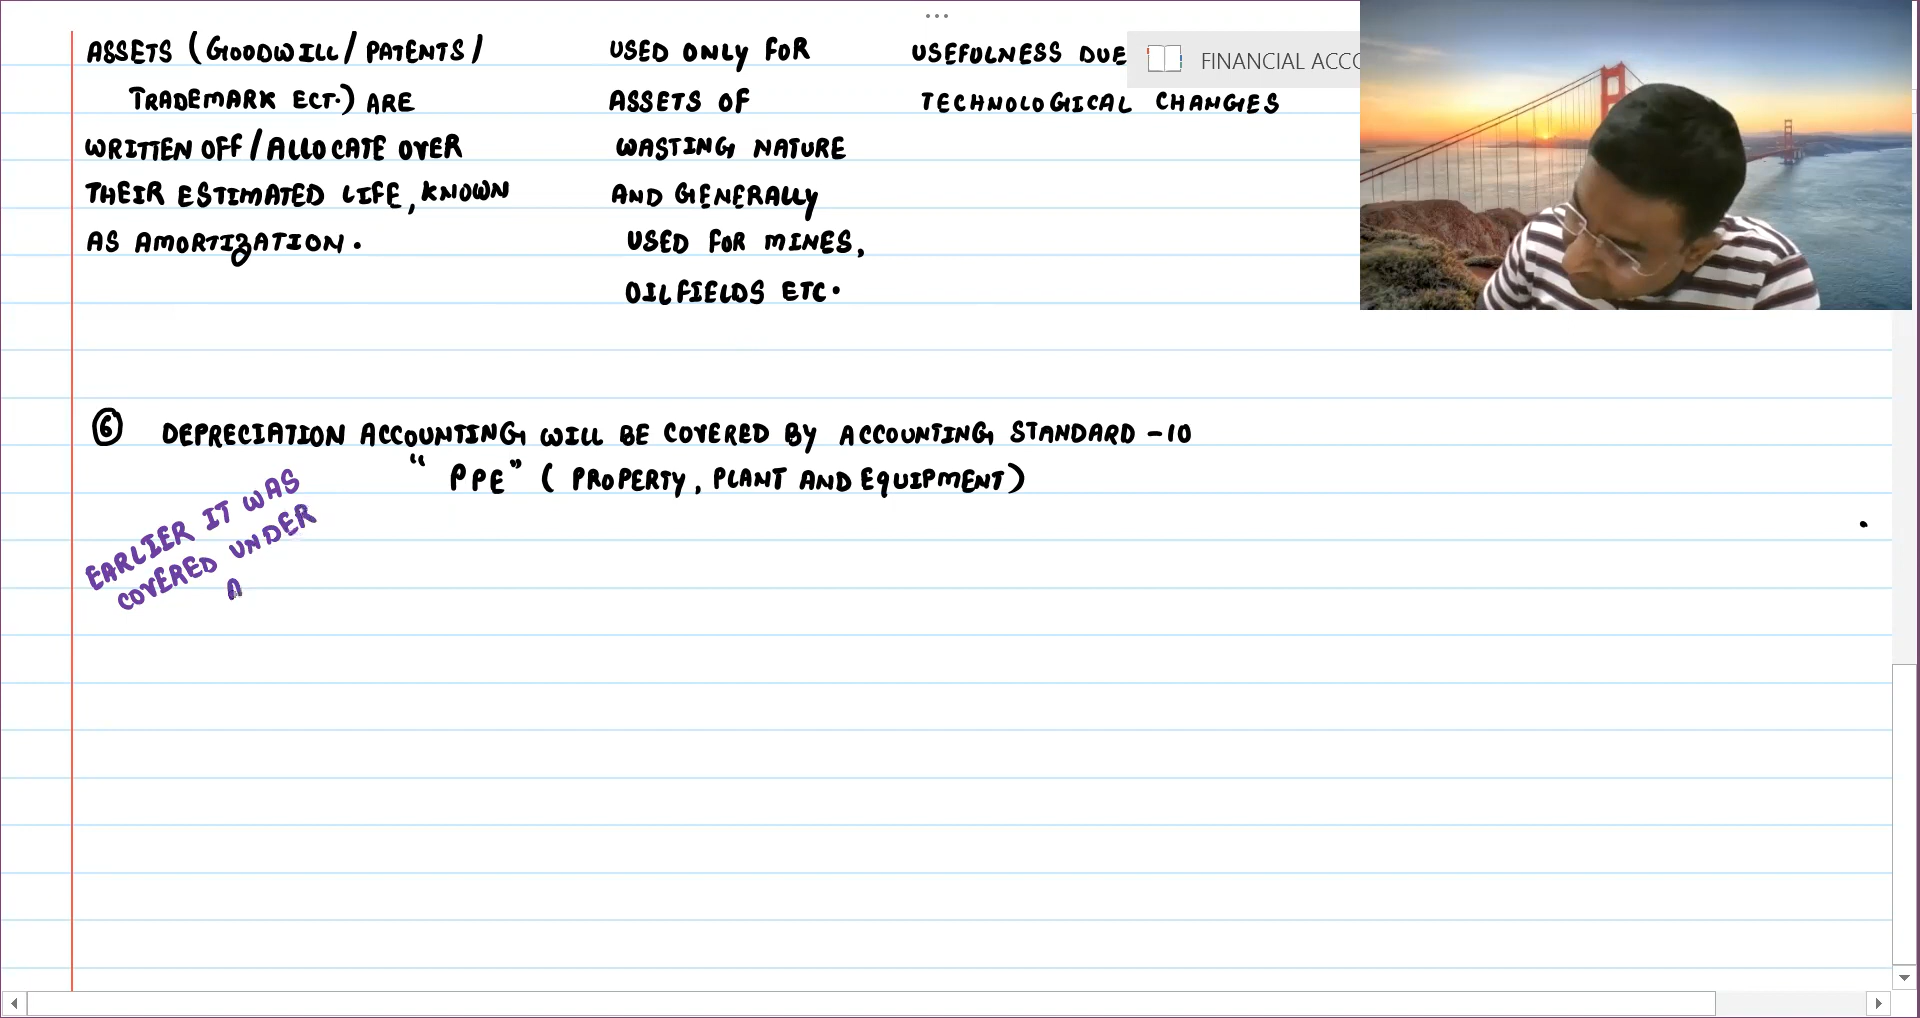 ASSETS (GOODWILL/ PATENTS/
TRADEMARK ECT.) ARE
WRITTEN OFF/ALLOCATE OVER
THEIR ESTIMATED LIFE, KNOWN
AS AMORTIZATION.
USED ONLY FOR
ASSETS OF
WASTING NATURE
AND GENERALLY
USED FOR MINES,
OILFIELDS ETC.
USEFULNESS DUE
TECHNOLOGICAL CHANGES
FINANCIAL ACCO
6 DEPRECIATION ACCOUNTING WILL BE COVERED BY ACCOUNTING STANDARD -10
"PPE" (PROPERTY, PLANT AND EQUIPMENT)
EARLIER IT WAS
COVERED UNDER
A